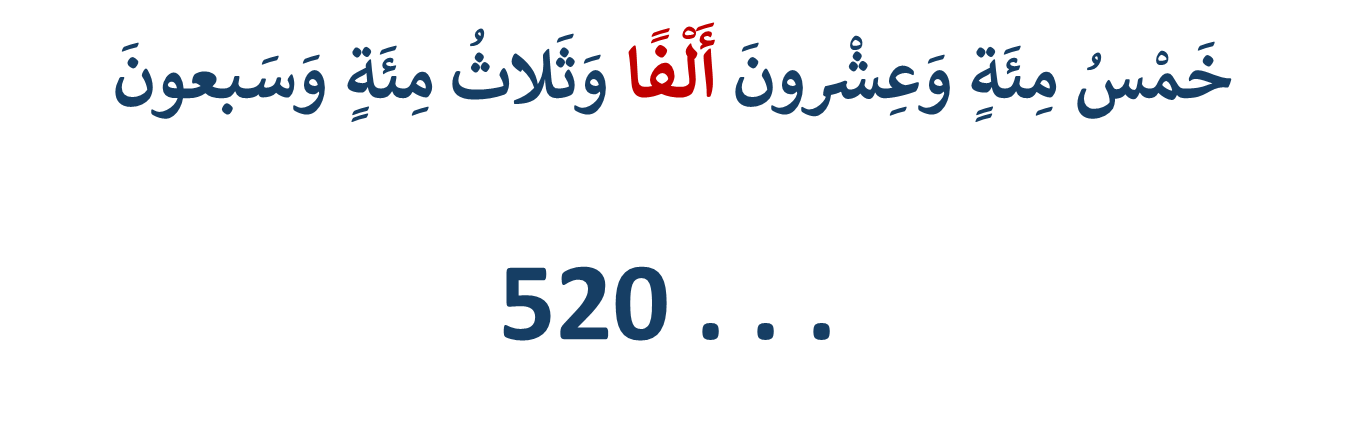 خَمْسُ مِئَةٍ وَعِشْرونَ أَلْفًا وَثَلاثُ مِئَةٍ وَسَبعونَ
520 . . .